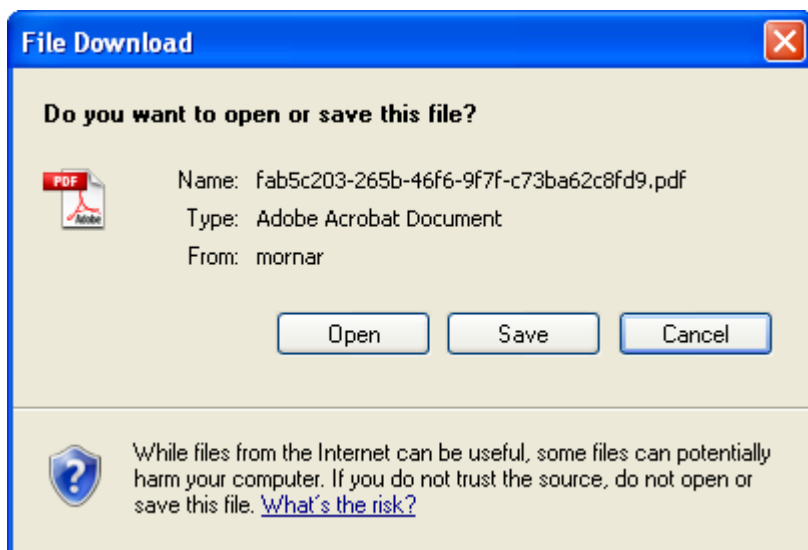 File Download
Do you want to open or save this file?
PDF
Adobe
Name: fab5c203-265b-46f6-9f7f-c73ba62c8fd9.pdf
Type: Adobe Acrobat Document
From: mornar
Open Save Cancel
While files from the Internet can be useful, some files can potentially
harm your computer. If you do not trust the source, do not open or
save this file. What's the risk?